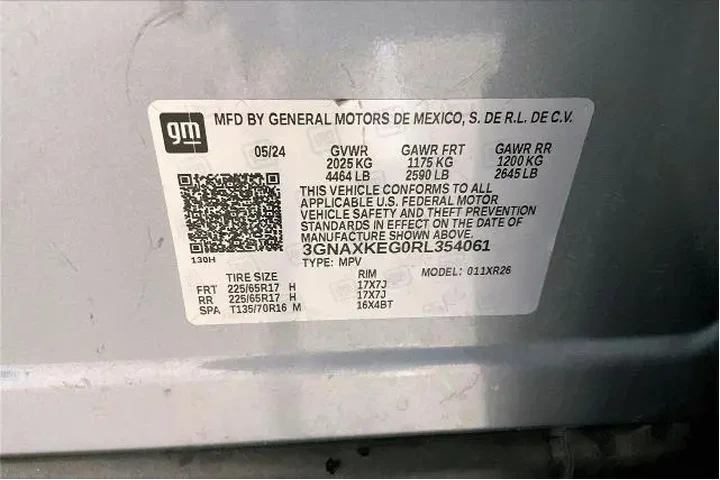 gm MFD BY GENERAL MOTORS DE MEXICO, S. DE R.L. DE C.V.
05/24 GVWR GAWR FRT GAWR RR
2025 KG 1175 KG 1200 KG
4464 LB 2590 LB 2645 LB
THIS VEHICLE CONFORMS TO ALL
APPLICABLE U.S. FEDERAL MOTOR
VEHICLE SAFETY AND THEFT PREVENTION
STANDARDS IN EFFECT ON THE DATE OF
MANUFACTURE SHOWN ABOVE.
3GNAXKEG0RL354061
130H TYPE: MPV MODEL: 011XR26
TIRE SIZE RIM
FRT 225/65R17 H 17X7J
RR 225/65R17 H 17X7J
SPA T135/70R16 M 16X4BT